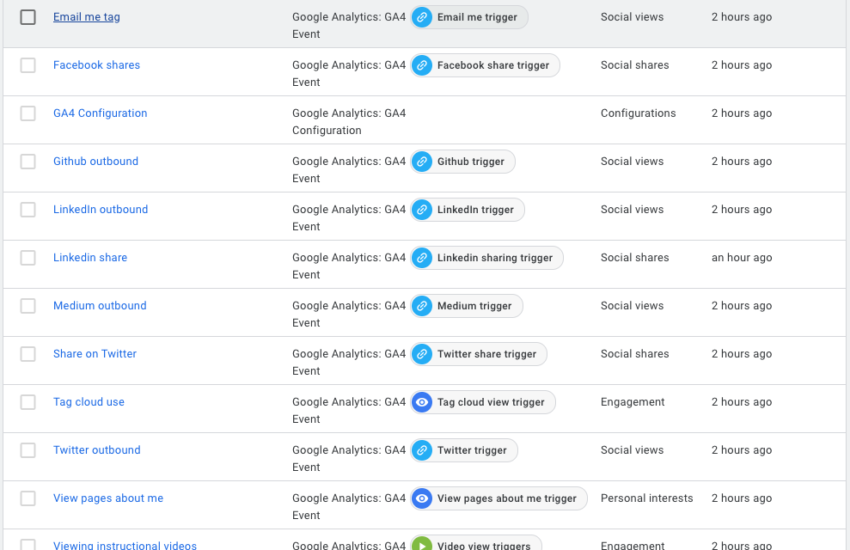 Email me tag Google Analytics: GA4 Email me trigger Social views 2 hours ago
Event
Facebook shares Google Analytics: GA4 Facebook share trigger Social shares 2 hours ago
Event
GA4 Configuration Google Analytics: GA4 Configurations 2 hours ago
Configuration
Github outbound Google Analytics: GA4 Github trigger Social views 2 hours ago
Event
LinkedIn outbound Google Analytics: GA4 LinkedIn trigger Social views 2 hours ago
Event
Linkedin share Google Analytics: GA4 Linkedin sharing trigger Social shares an hour ago
Event
Medium outbound Google Analytics: GA4 Medium trigger Social views 2 hours ago
Event
Share on Twitter Google Analytics: GA4 Twitter share trigger Social shares 2 hours ago
Event
Tag cloud use Google Analytics: GA4 Tag cloud view trigger Engagement 2 hours ago
Event
Twitter outbound Google Analytics: GA4 Twitter trigger Social views 2 hours ago
Event
View pages about me Google Analytics: GA4 View pages about me trigger Personal interests 2 hours ago
Event
Viewing instructional videos Google Analytics: GA4 Video view triggers Engagement 2 hours ago